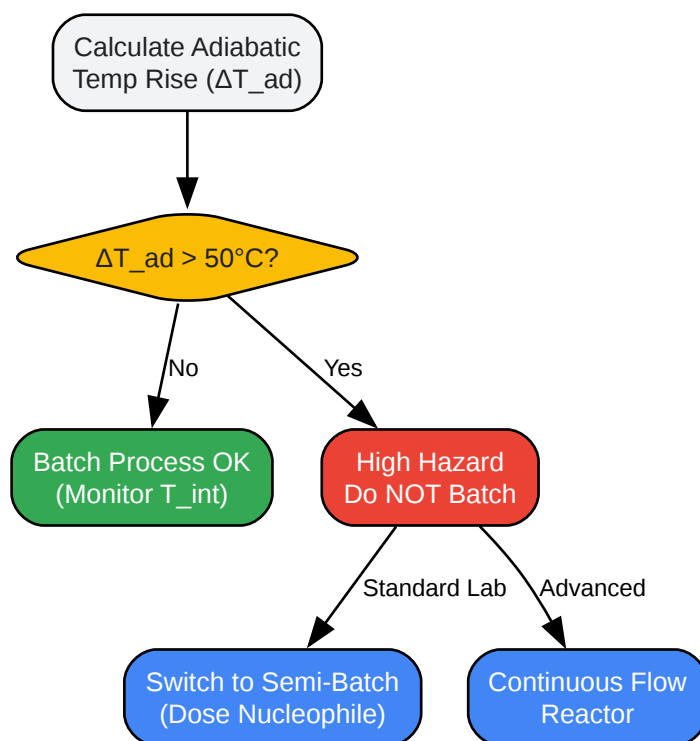 Calculate Adiabatic
Temp Rise (ΔT_ad)
ΔT_ad > 50°C?
No
Yes
Batch Process OK
(Monitor T_int)
High Hazard
Do NOT Batch
Standard Lab
Advanced
Switch to Semi-Batch
(Dose Nucleophile)
Continuous Flow
Reactor